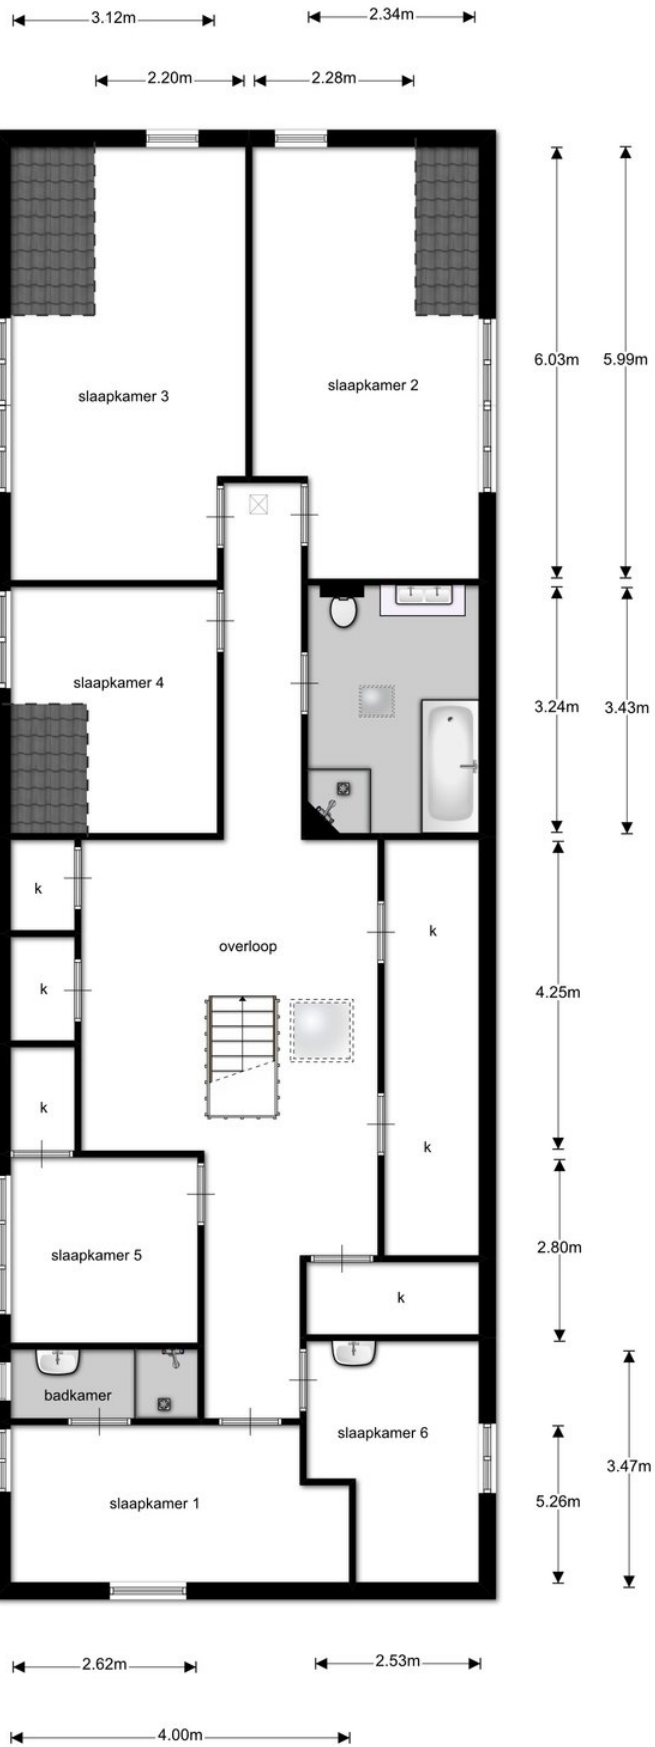 3.12m
2.34m
2.20m
2.28m
slaapkamer 3
slaapkamer 2
6.03m
5.99m
slaapkamer 4
3.24m
3.43m
k
k
overloop
k
4.25m
k
k
slaapkamer 5
2.80m
k
badkamer
slaapkamer 6
3.47m
slaapkamer 1
5.26m
2.62m
2.53m
4.00m